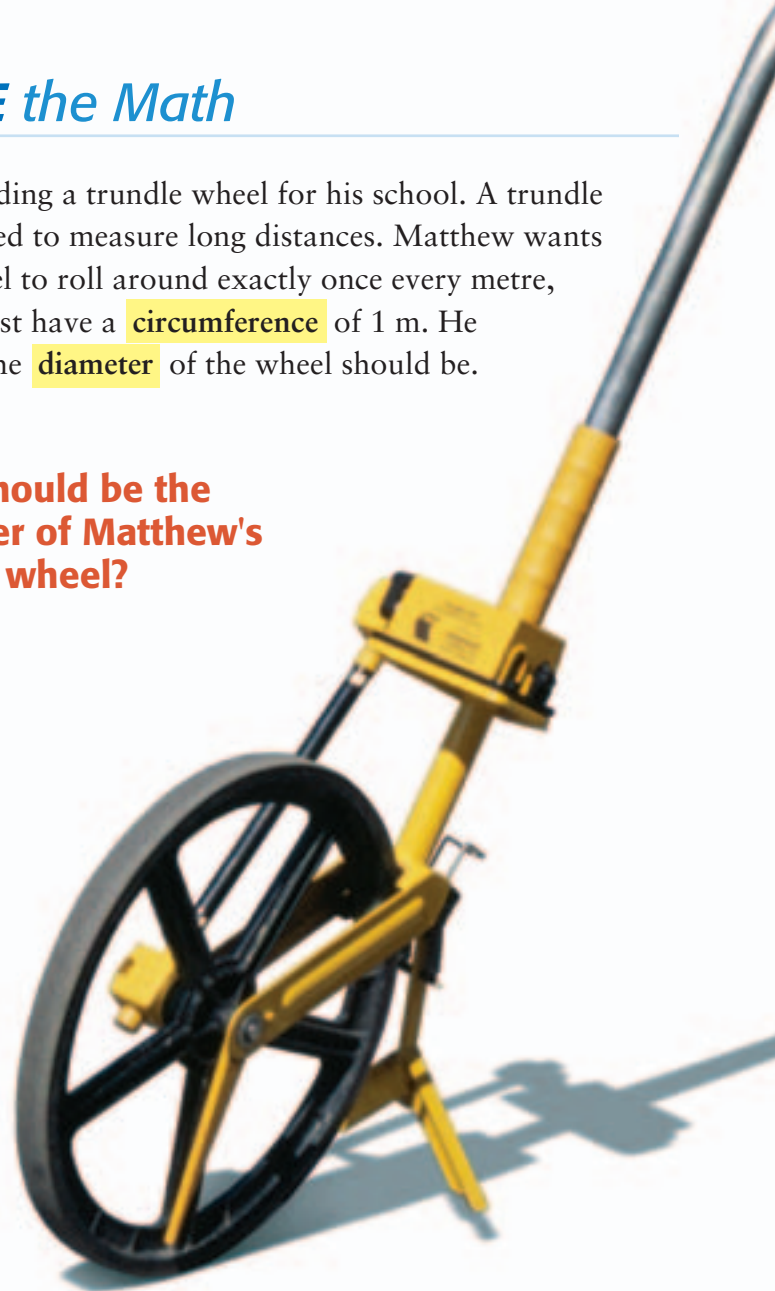 E the Math
ding a trundle wheel for his school. A trundle
ed to measure long distances. Matthew wants
el to roll around exactly once every metre,
st have a circumference of 1 m. He
ne diameter of the wheel should be.
hould be the
er of Matthew's
wheel?